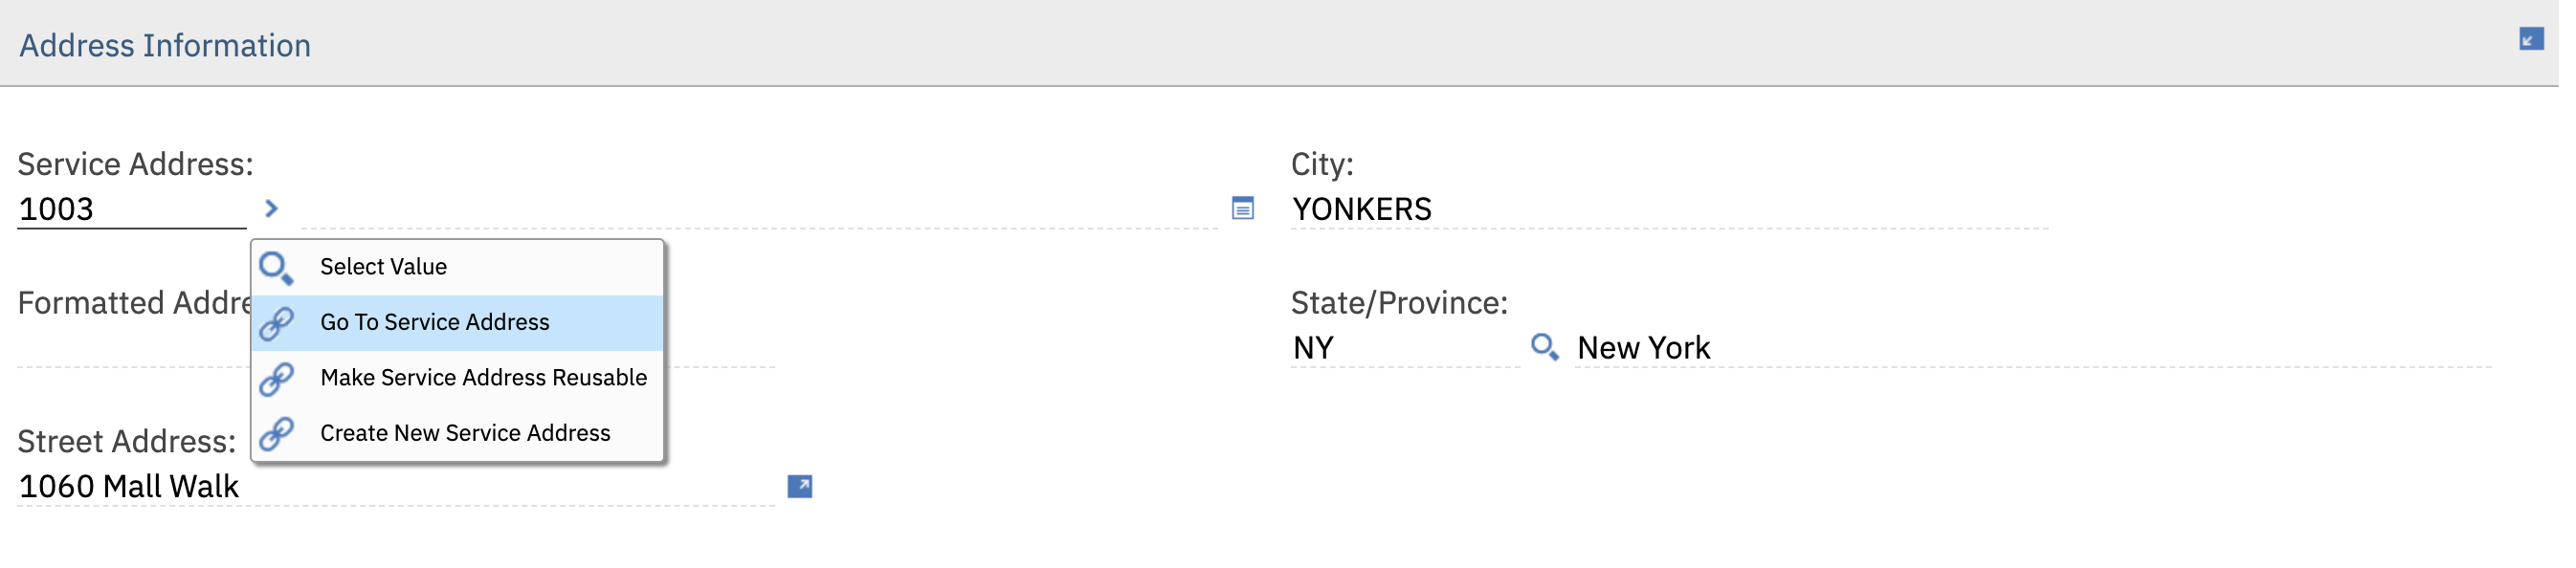 Address Information
Service Address:
1003
City:
YONKERS
Select Value
Go To Service Address
Make Service Address Reusable
Create New Service Address
Formatted Addre
State/Province:
NY
New York
Street Address:
1060 Mall Walk